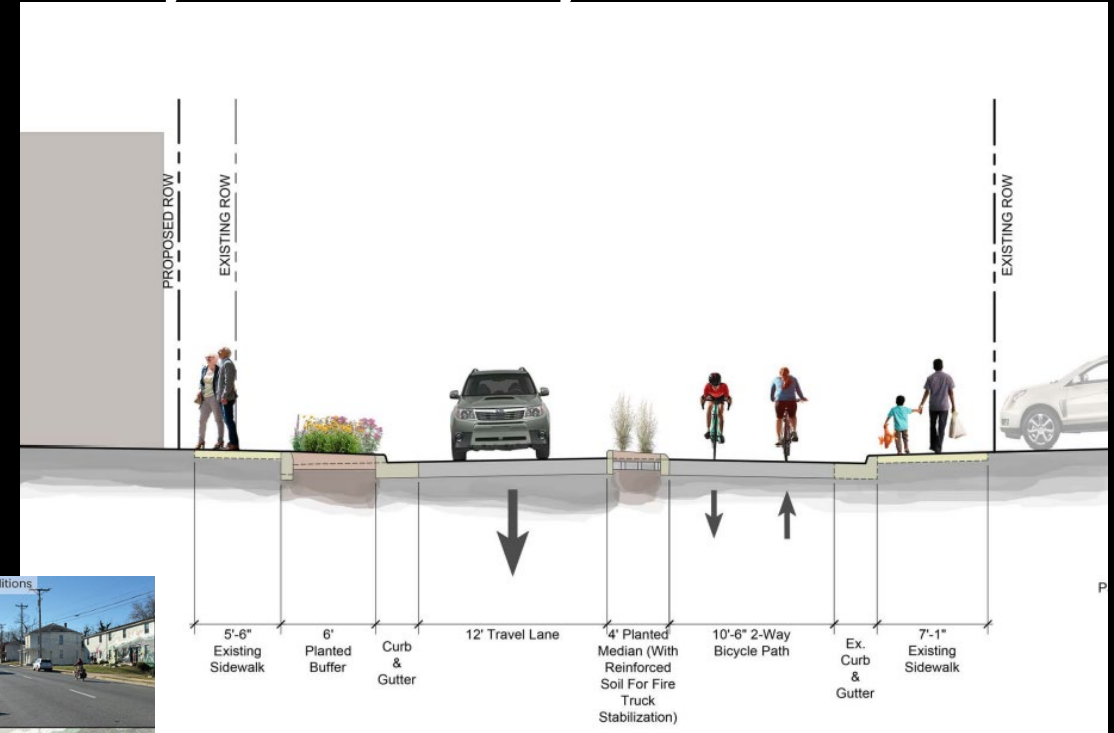 PROPOSED ROW
EXISTING ROW
EXISTING ROW
5'-6"
Existing
Sidewalk
6'
Planted
Buffer
Curb
&
Gutter
12' Travel Lane
4' Planted
Median (With
Reinforced
Soil For Fire
Truck
Stabilization)
10'-6" 2-Way
Bicycle Path
Ex.
Curb
&
Gutter
7'-1"
Existing
Sidewalk
P